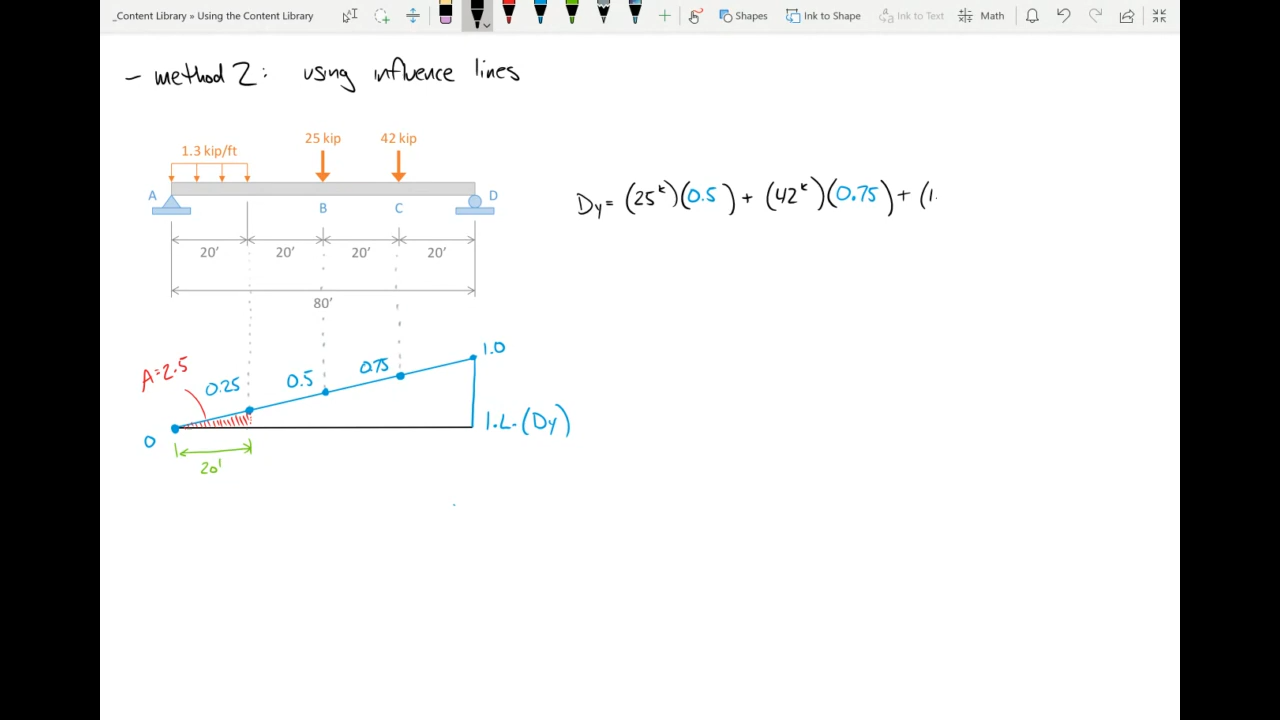 _Content Library » Using the Content Library
Shapes
Ink to Shape
Ink to Text
Math
- method 2: using influence lines
25 kip
42 kip
1.3 kip/ft
A
D
B
C
20'
20'
20'
20'
80'
Dy = (25ᵏ)(0.5) + (42ᵏ)(0.75) + (1.
1.0
0.75
0.5
0.25
A=2.5
0
I.L. (Dy)
20'